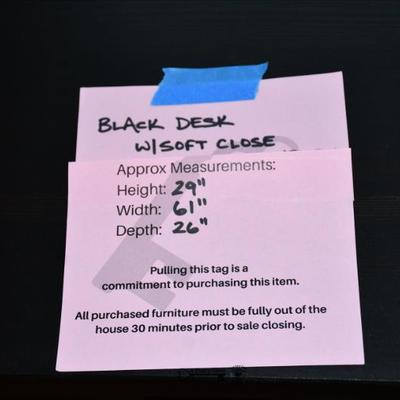 BLACK DESK
W/SOFT CLOSE
Approx Measurements:
Height: 29"
Width: 61"
Depth: 26"
Pulling this tag is a
commitment to purchasing this item.
All purchased furniture must be fully out of the
house 30 minutes prior to sale closing.